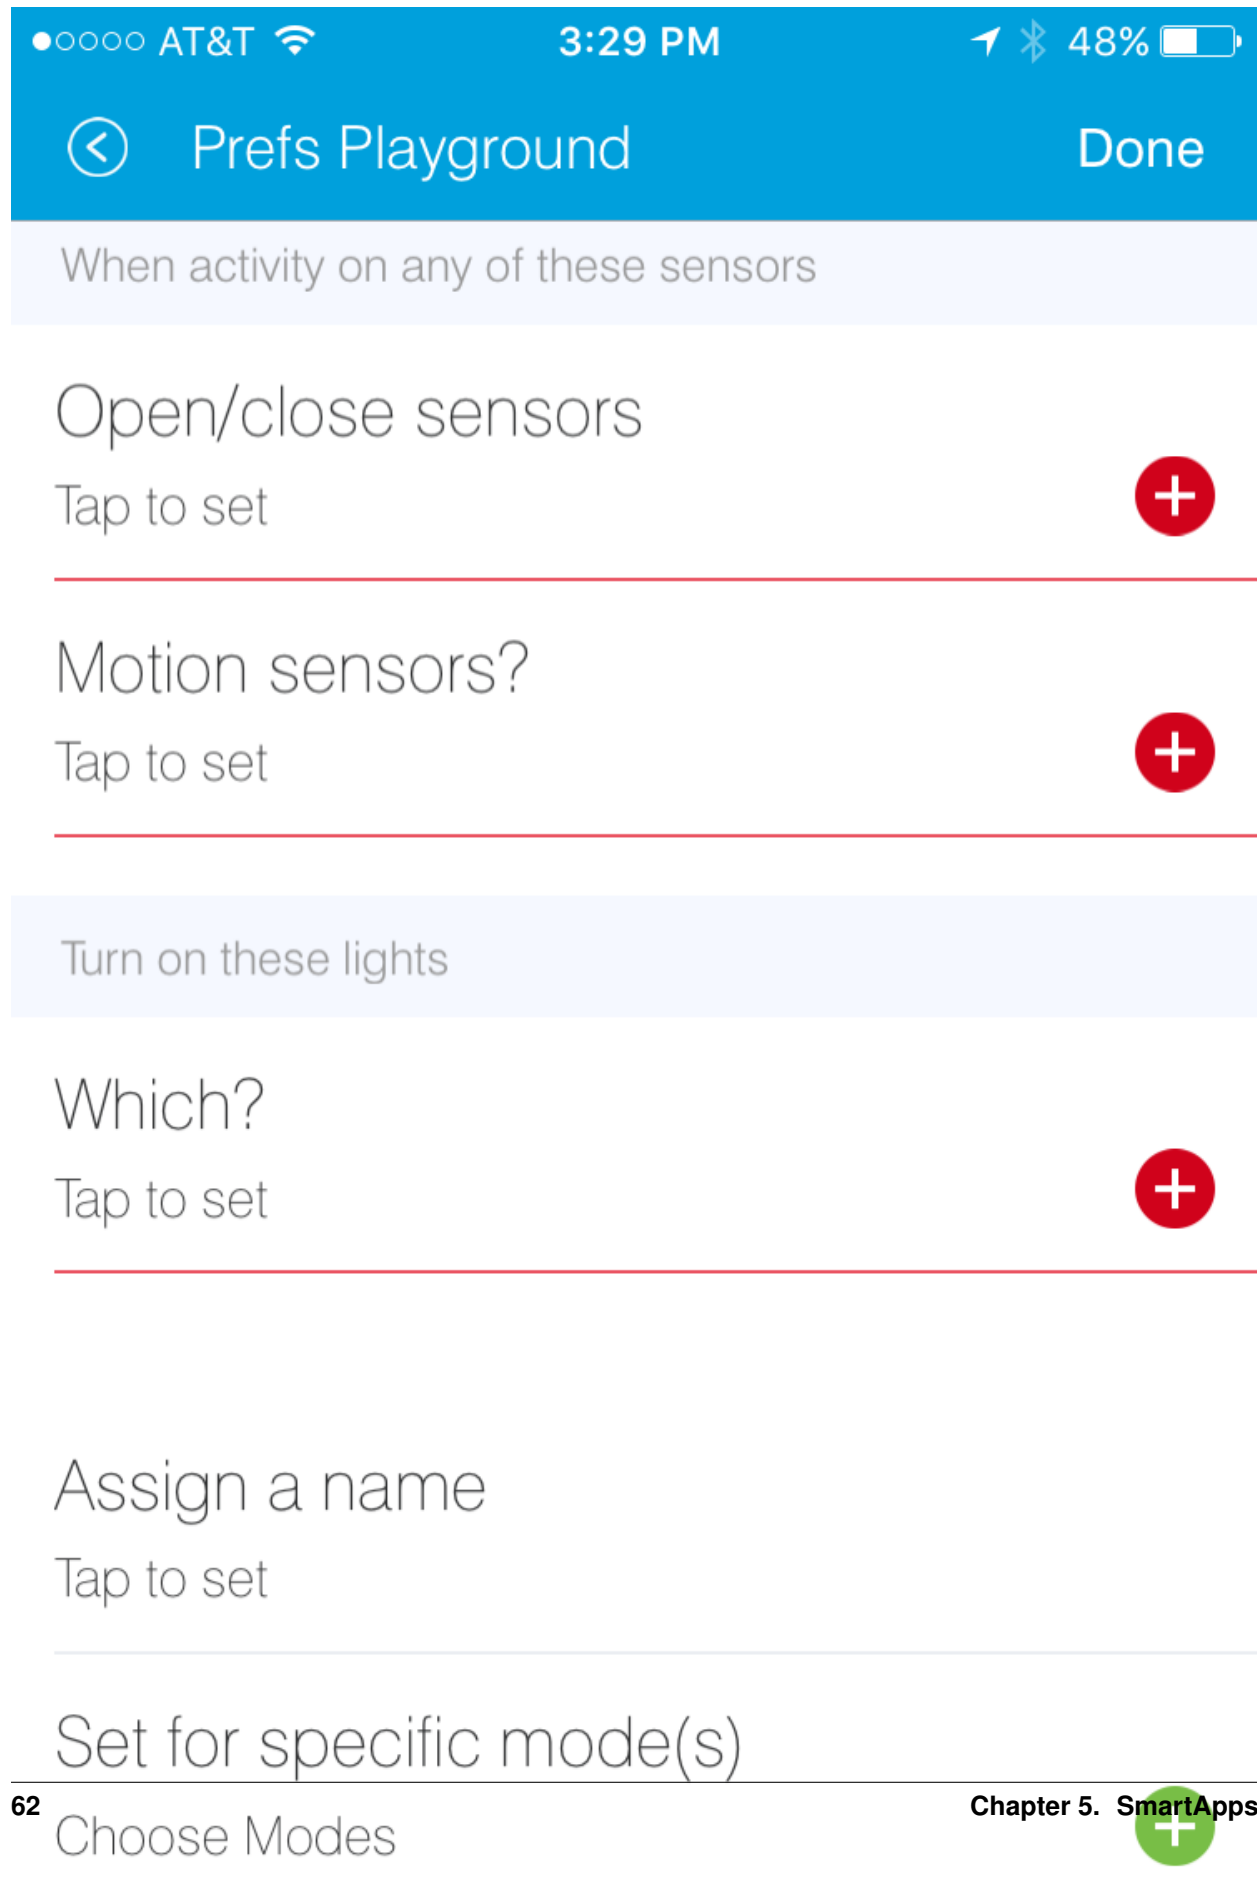 AT&T 3:29 PM 48%
Prefs Playground Done
When activity on any of these sensors
Open/close sensors
Tap to set
Motion sensors?
Tap to set
Turn on these lights
Which?
Tap to set
Assign a name
Tap to set
Set for specific mode(s)
62 Chapter 5. SmartApps
Choose Modes